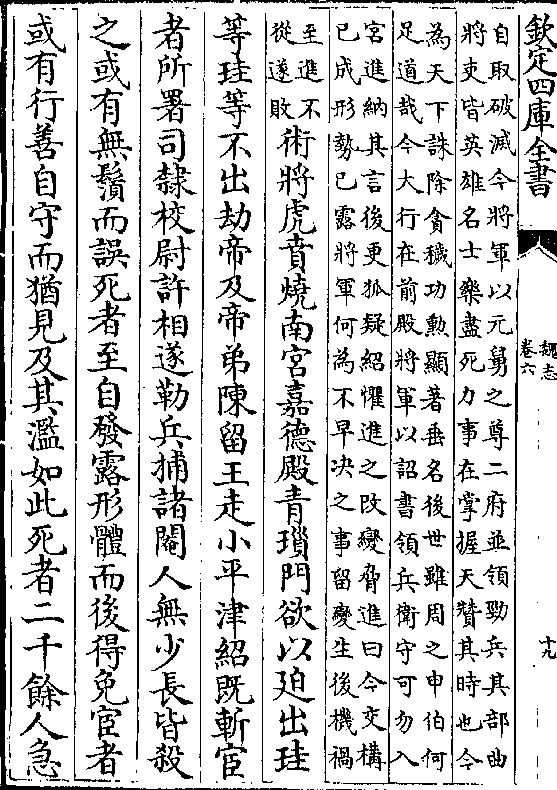 欽定四庫全書
魏志
卷六
十九
自取破滅今將軍以元舅之尊二府並領勁兵其部曲
將吏皆英雄名士樂盡死力事在掌握天贊其時也今
為天下誅除貪穢功勲顯著垂名後世雖周之申伯何
足道哉今大行在前殿將軍以詔書領兵衛守可勿入
宮進納其言後更狐疑紹懼進之改變脅進曰今交構
已成形勢已露將軍何為不早决之事留變生後機禍
至進不
從遂敗
術將虎賁燒南宮嘉德殿青瑣門欲以迫出珪
等珪等不出劫帝及帝弟陳留王走小平津紹既斬宦
者所署司隸校尉許相遂勒兵捕諸閹人無少長皆殺
之或有無鬚而誤死者至自發露形體而後得免宦者
或有行善自守而猶見及其濫如此死者二千餘人急